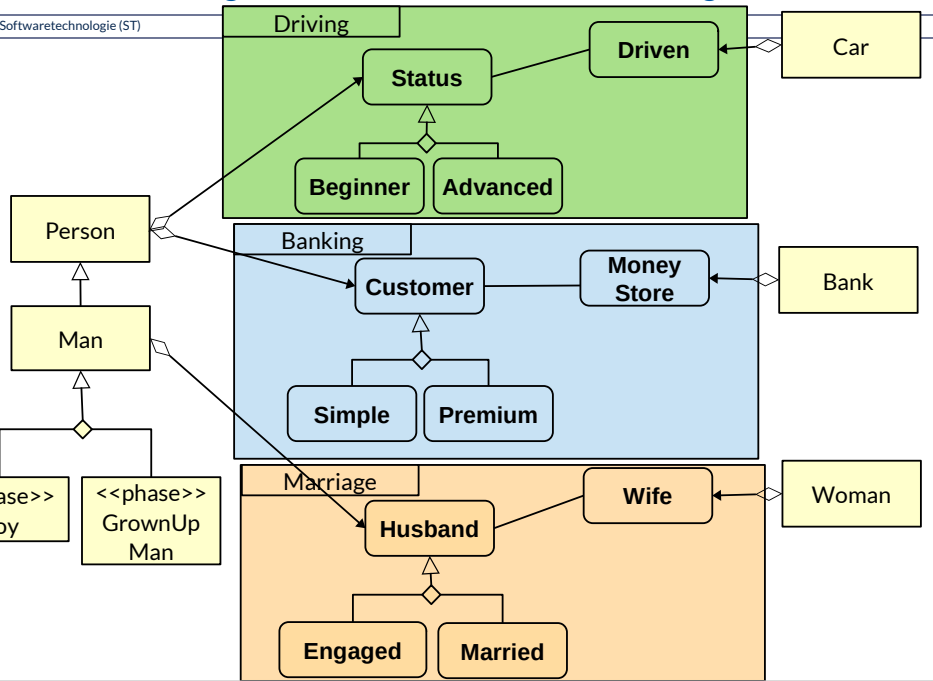 Softwaretechnologie (ST)
Driving
Driven
Car
Status
Beginner
Advanced
Person
Banking
Customer
Money
Store
Bank
Man
Simple
Premium
<<phase>>
GrownUp
Man
Marriage
Wife
Woman
Husband
Engaged
Married